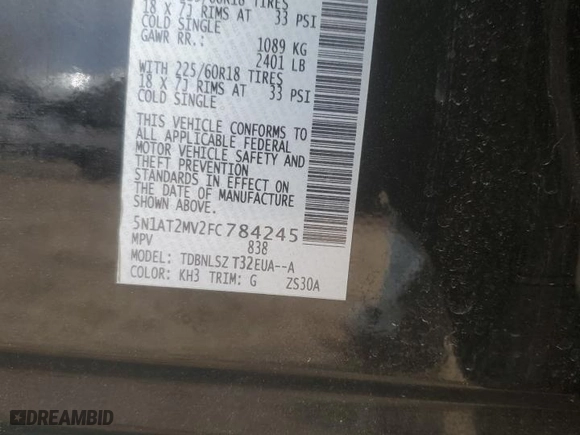 18 X 7J RIMS AT 33 PSI
COLD SINGLE
GAWR RR.: 1089 KG
2401 LB
WITH 225/60R18 TIRES
18 X 7J RIMS AT 33 PSI
COLD SINGLE
THIS VEHICLE CONFORMS TO
ALL APPLICABLE FEDERAL
MOTOR VEHICLE SAFETY AND
THEFT PREVENTION
STANDARDS IN EFFECT ON
THE DATE OF MANUFACTURE
SHOWN ABOVE.
5N1AT2MV2FC784245
MPV 838
MODEL: TDBNLSZ T32EUA--A
COLOR: KH3 TRIM: G ZS30A
DREAMBID